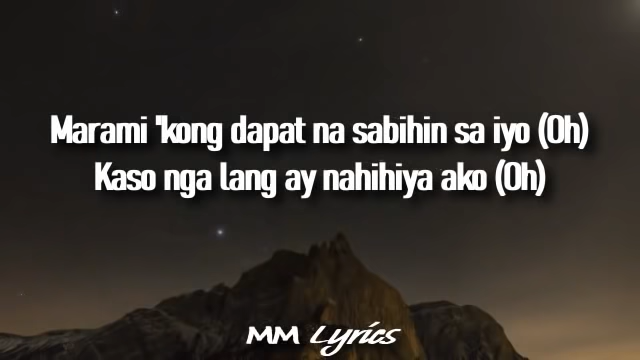 Marami "kong dapat na sabihin sa iyo (Oh)
Kaso nga lang ay nahihiya ako (Oh)
MM Lyrics